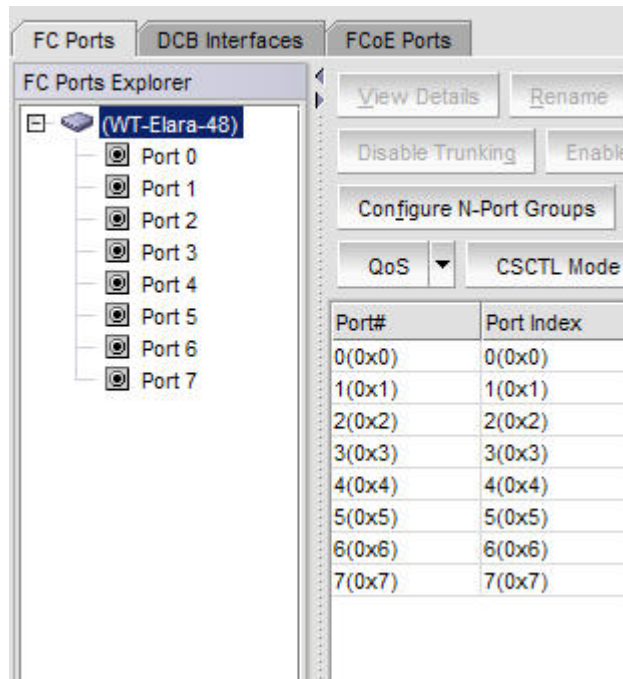 FC Ports DCB Interfaces FCoE Ports
FC Ports Explorer
(WT-Elara-48)
Port 0
Port 1
Port 2
Port 3
Port 4
Port 5
Port 6
Port 7
View Details Rename
Disable Trunking Enable
Configure N-Port Groups
QoS CSCTL Mode
Port# Port Index
0(0x0) 0(0x0)
1(0x1) 1(0x1)
2(0x2) 2(0x2)
3(0x3) 3(0x3)
4(0x4) 4(0x4)
5(0x5) 5(0x5)
6(0x6) 6(0x6)
7(0x7) 7(0x7)